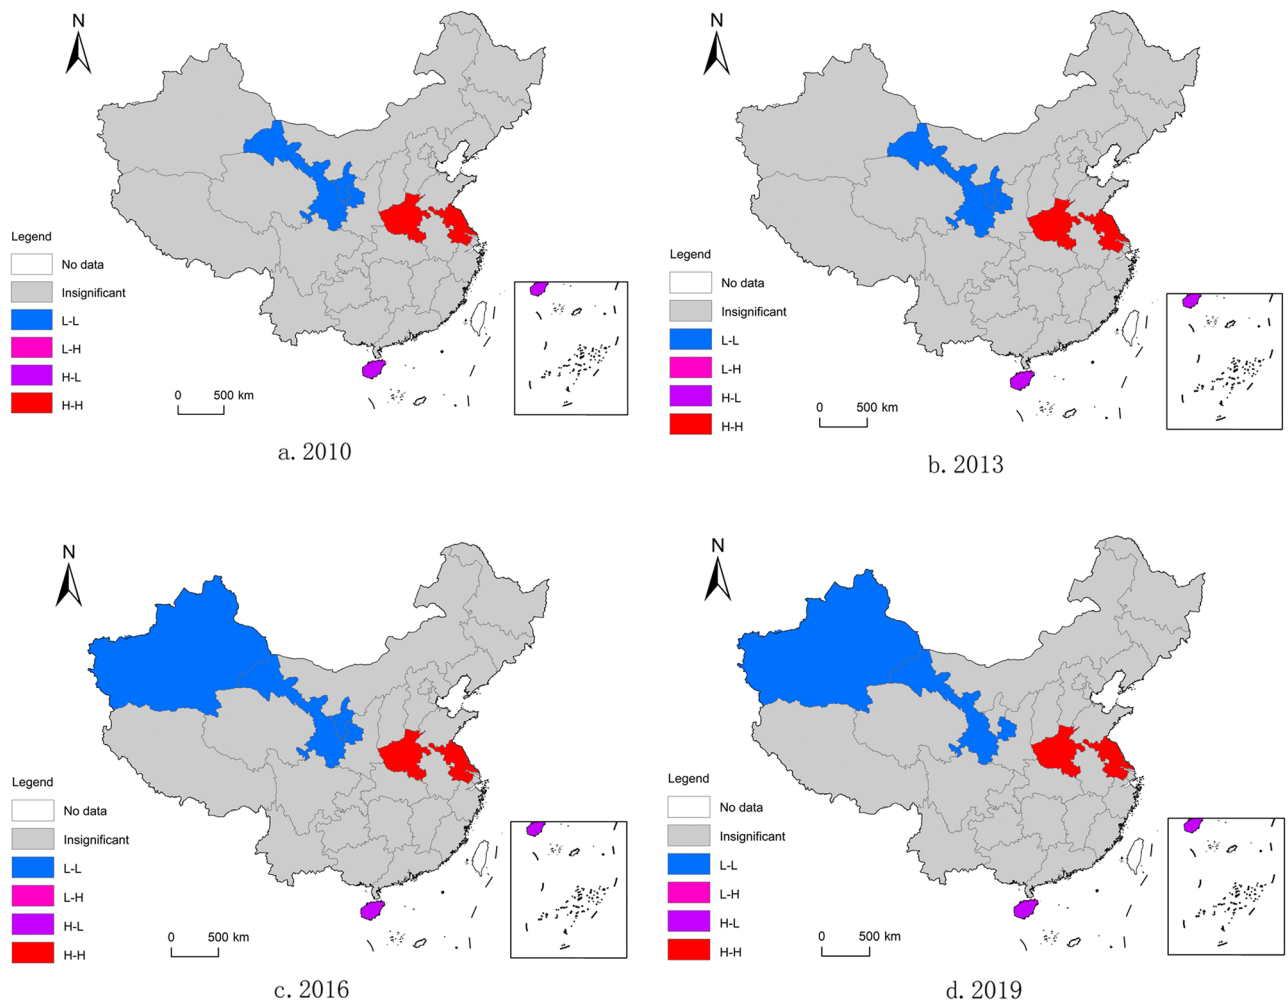 N
Legend
No data
Insignificant
L-L
L-H
H-L
H-H
0 500 km
a. 2010
N
Legend
No data
Insignificant
L-L
L-H
H-L
H-H
0 500 km
b. 2013
N
Legend
No data
Insignificant
L-L
L-H
H-L
H-H
0 500 km
c. 2016
N
Legend
No data
Insignificant
L-L
L-H
H-L
H-H
0 500 km
d. 2019